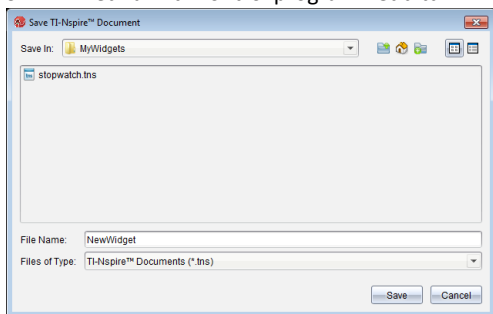 Save TI-Nspire™ Document
Save In: MyWidgets
stopwatch.tns
File Name: NewWidget
Files of Type: TI-Nspire™ Documents (*.tns)
Save Cancel